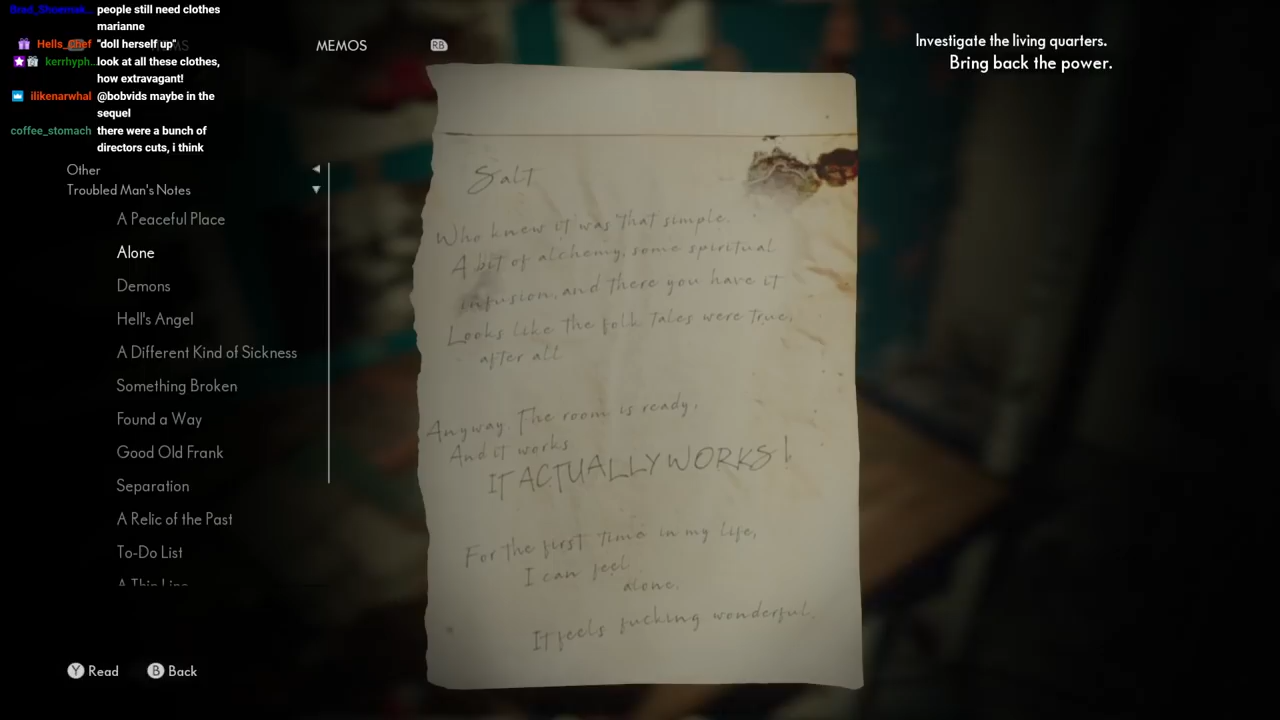 people still need clothes
marianne
Hells_Chef "doll herself up"
kerryph... look at all these clothes,
how extravagant!
ilikenarwhal @bobvids maybe in the
sequel
coffee_stomach there were a bunch of
directors cuts, i think
MEMOS
RB
Investigate the living quarters.
Bring back the power.
Other
Troubled Man's Notes
A Peaceful Place
Alone
Demons
Hell's Angel
A Different Kind of Sickness
Something Broken
Found a Way
Good Old Frank
Separation
A Relic of the Past
To-Do List
Salt
Who knew it was that simple.
A bit of alchemy, some spiritual
infusion, and there you have it
Looks like the folk tales were true,
after all
Anyway. The room is ready,
And it works
IT ACTUALLY WORKS!
For the first time in my life,
I can feel
alone.
It feels fucking wonderful.
Y Read
B Back